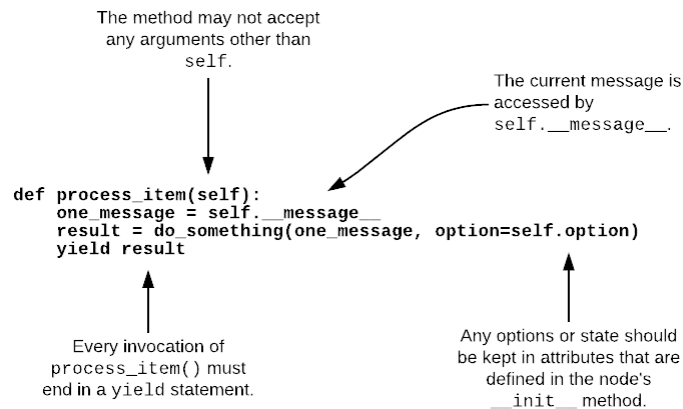 The method may not accept
any arguments other than
self.
The current message is
accessed by
self.__message__.
def process_item(self):
    one_message = self.__message__
    result = do_something(one_message, option=self.option)
    yield result
Every invocation of
process_item() must
end in a yield statement.
Any options or state should
be kept in attributes that are
defined in the node's
__init__ method.